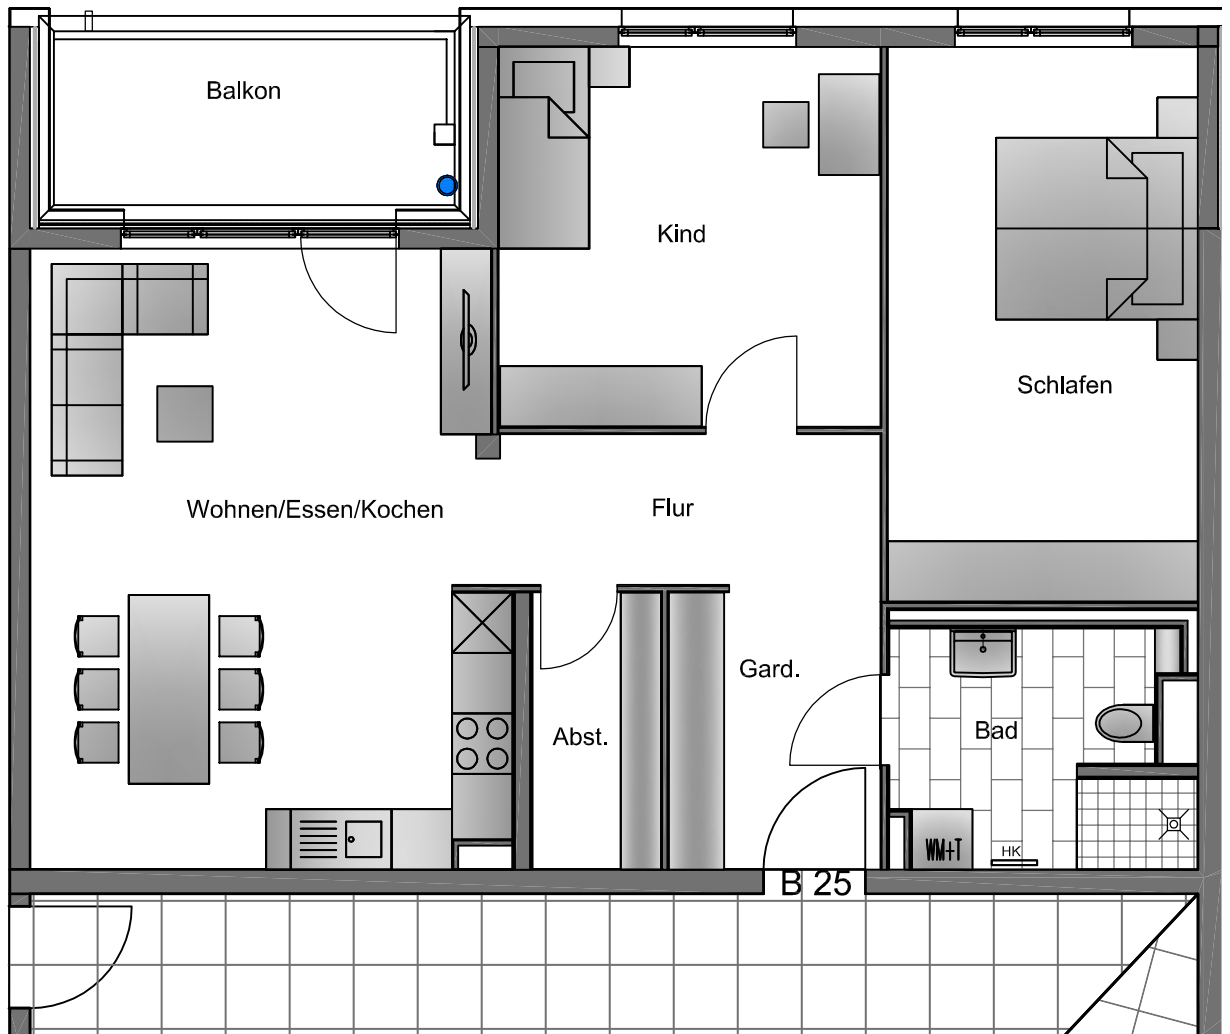 Balkon
Kind
Schlafen
Wohnen/Essen/Kochen
Flur
Gard.
Abst.
Bad
WM+T
HK
B 25